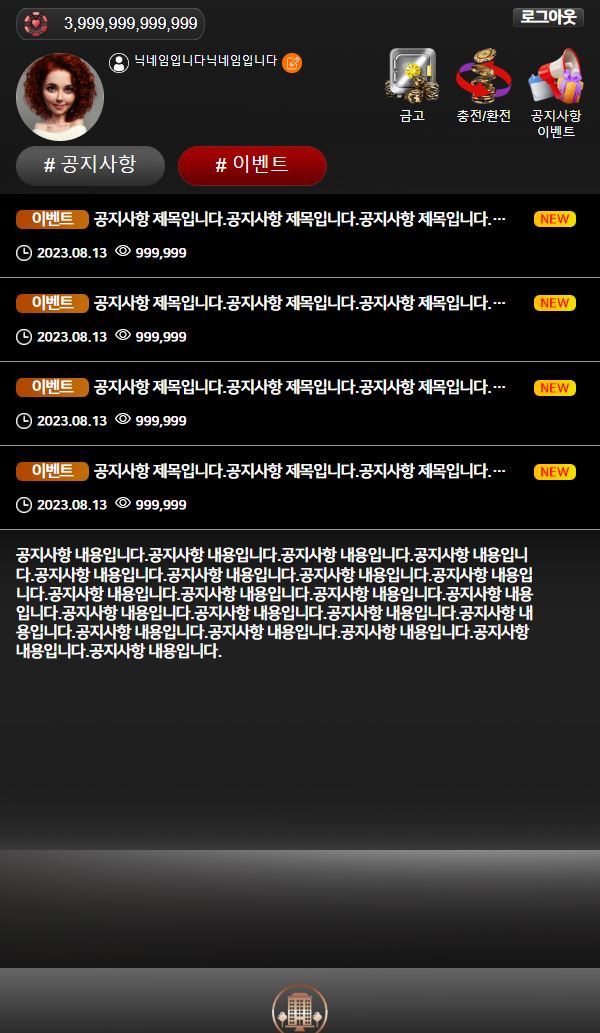 3,999,999,999,999
로그아웃
닉네임입니다닉네임입니다
금고
충전/환전
공지사항
이벤트
# 공지사항
# 이벤트
이벤트 공지사항 제목입니다.공지사항 제목입니다.공지사항 제목입니다. ··· NEW
2023.08.13 999,999
이벤트 공지사항 제목입니다.공지사항 제목입니다.공지사항 제목입니다. ··· NEW
2023.08.13 999,999
이벤트 공지사항 제목입니다.공지사항 제목입니다.공지사항 제목입니다. ··· NEW
2023.08.13 999,999
이벤트 공지사항 제목입니다.공지사항 제목입니다.공지사항 제목입니다. ··· NEW
2023.08.13 999,999
공지사항 내용입니다.공지사항 내용입니다.공지사항 내용입니다.공지사항 내용입니
다.공지사항 내용입니다.공지사항 내용입니다.공지사항 내용입니다.공지사항 내용입
니다.공지사항 내용입니다.공지사항 내용입니다.공지사항 내용입니다.공지사항 내용
입니다.공지사항 내용입니다.공지사항 내용입니다.공지사항 내용입니다.공지사항 내
용입니다.공지사항 내용입니다.공지사항 내용입니다.공지사항 내용입니다.공지사항
내용입니다.공지사항 내용입니다.